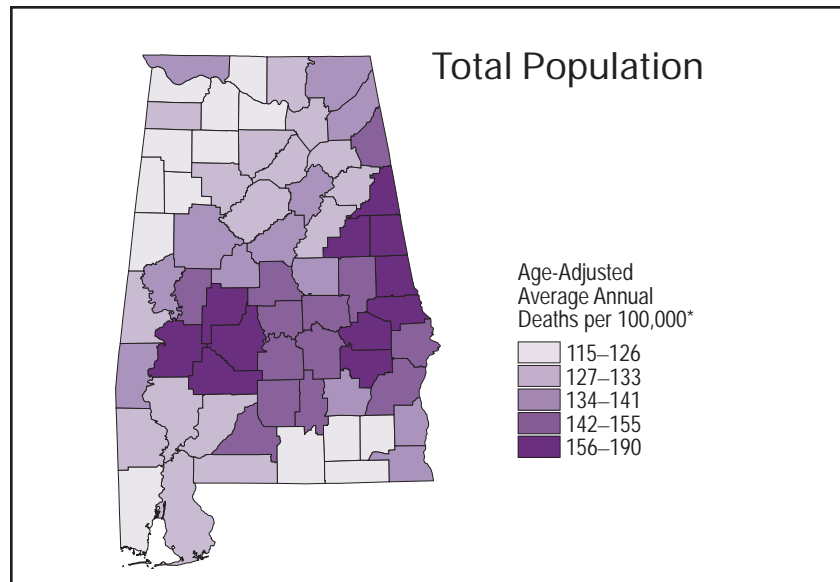 Total Population
Age-Adjusted
Average Annual
Deaths per 100,000*
115–126
127–133
134–141
142–155
156–190